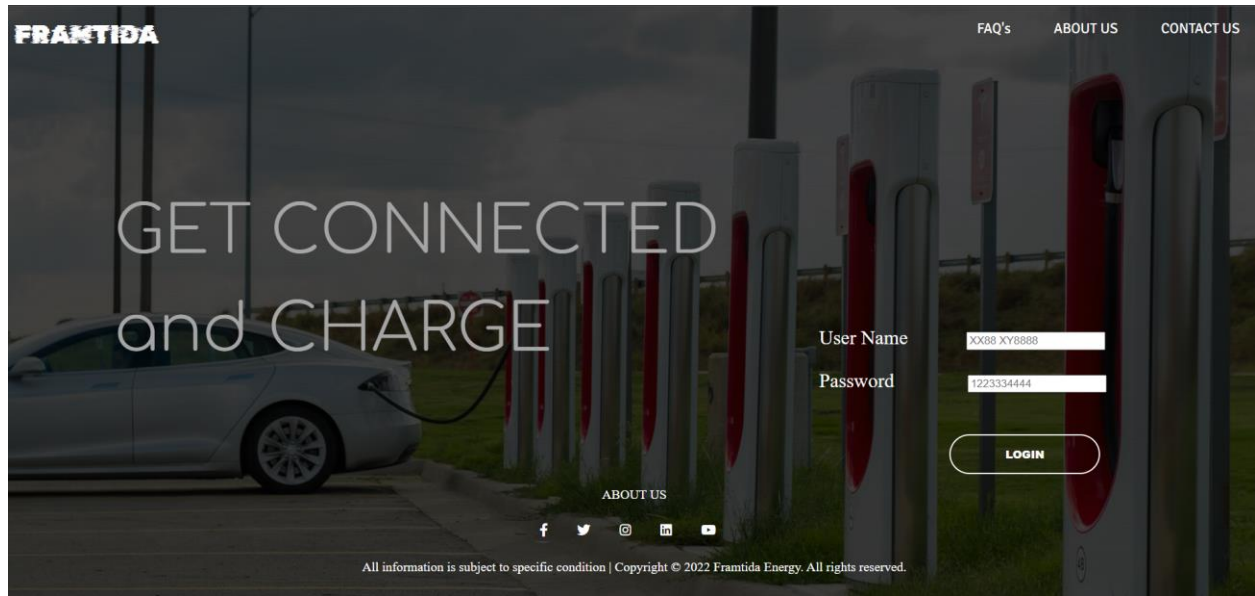 FRAMTIDA
FAQ's ABOUT US CONTACT US
GET CONNECTED
and CHARGE
User Name XX88 XY8888
Password 1223334444
LOGIN
ABOUT US
All information is subject to specific condition | Copyright © 2022 Framtida Energy. All rights reserved.